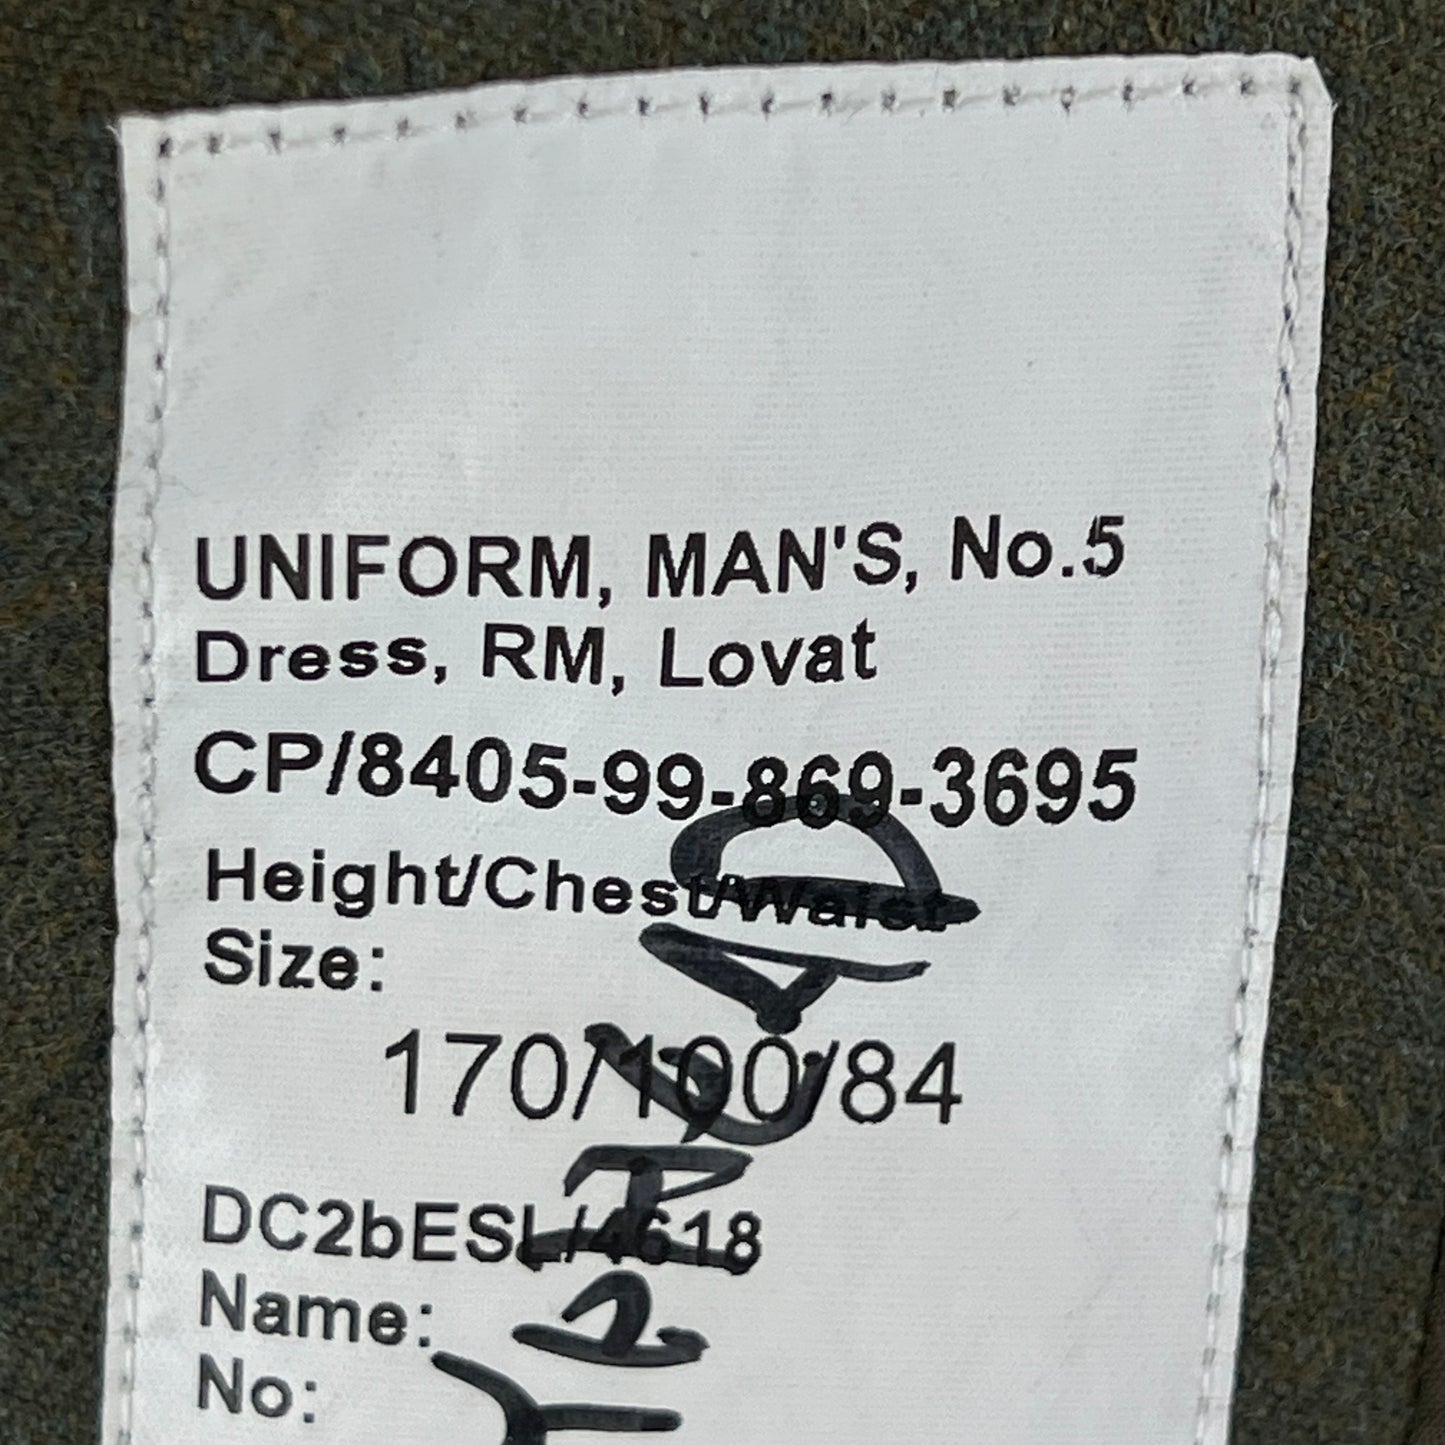 UNIFORM, MAN'S, No.5
Dress, RM, Lovat
CP/8405-99-869-3695
Height/Chest/Waist
Size:
170/100/84
DC2bESL/4618
Name:
No: